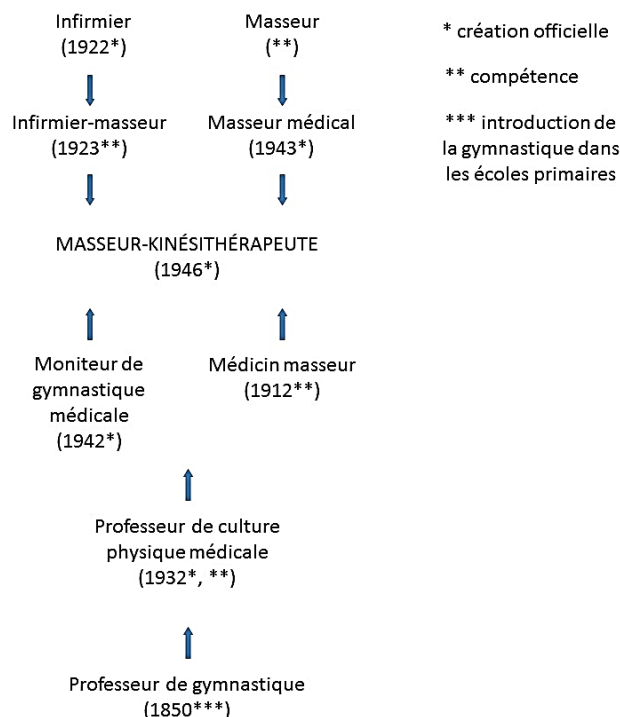 Infirmier
(1922*)
Masseur
(**)
* création officielle
** compétence
*** introduction de
la gymnastique dans
les écoles primaires
Infirmier-masseur
(1923**)
Masseur médical
(1943*)
MASSEUR-KINÉSITHÉRAPEUTE
(1946*)
Moniteur de
gymnastique
médicale
(1942*)
Médicin masseur
(1912**)
Professeur de culture
physique médicale
(1932*, **)
Professeur de gymnastique
(1850***)